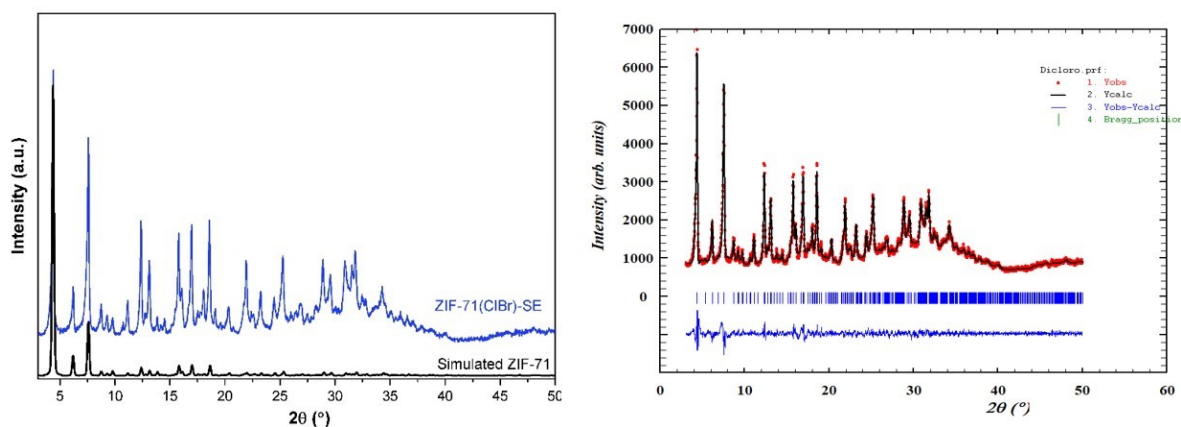 Intensity (a.u.)
ZIF-71(ClBr)-SE
Simulated ZIF-71
5 10 15 20 25 30 35 40 45 50
2θ (°)
7000
6000
5000
4000
3000
2000
1000
0
Intensity (arb. units)
Dicloro.prf:
1. Yobs
2. Ycalc
3. Yobs-Ycalc
4. Bragg_position
0 10 20 30 40 50 60
2θ (°)